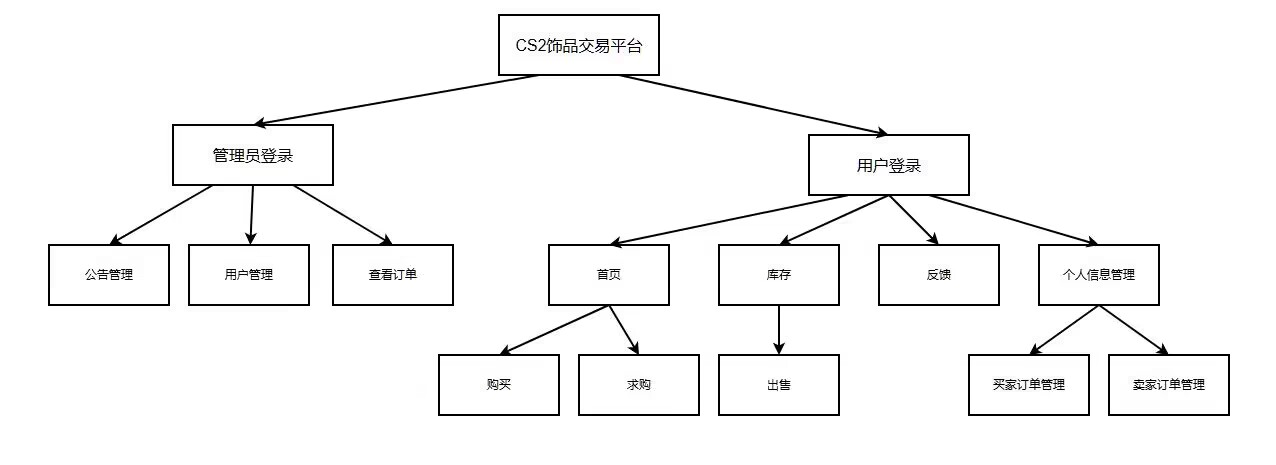 CS2饰品交易平台
管理员登录
用户登录
公告管理
用户管理
查看订单
首页
库存
反馈
个人信息管理
购买
求购
出售
买家订单管理
卖家订单管理